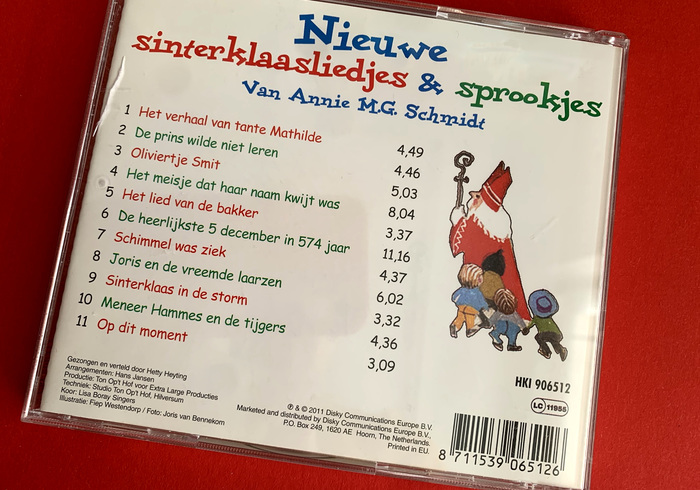 Nieuwe
sinterklaasliedjes & sprookjes
Van Annie M.G. Schmidt
1 Het verhaal van tante Mathilde 4,49
2 De prins wilde niet leren 4,46
3 Oliviertje Smit 5,03
4 Het meisje dat haar naam kwijt was 8,04
5 Het lied van de bakker 3,37
6 De heerlijkste 5 december in 574 jaar 11,16
7 Schimmel was ziek 4,37
8 Joris en de vreemde laarzen 6,02
9 Sinterklaas in de storm 3,32
10 Meneer Hammes en de tijgers 4,36
11 Op dit moment 3,09
Gezongen en verteld door Hetty Heyting
Arrangementen: Hans Jansen
Productie: Ton Op't Hof voor Extra Large Producties
Techniek: Studio Ton Op't Hof, Hilversum
Koor: Lisa Boray Singers
Illustratie: Fiep Westendorp / Foto: Joris van Bennekom
℗ & © 2011 Disky Communications Europe B.V.
Marketed and distributed by Disky Communications Europe B.V.,
P.O. Box 249, 1620 AE Hoorn, The Netherlands.
Printed in EU.
HKI 906512
LC 11955
8 711539 065126